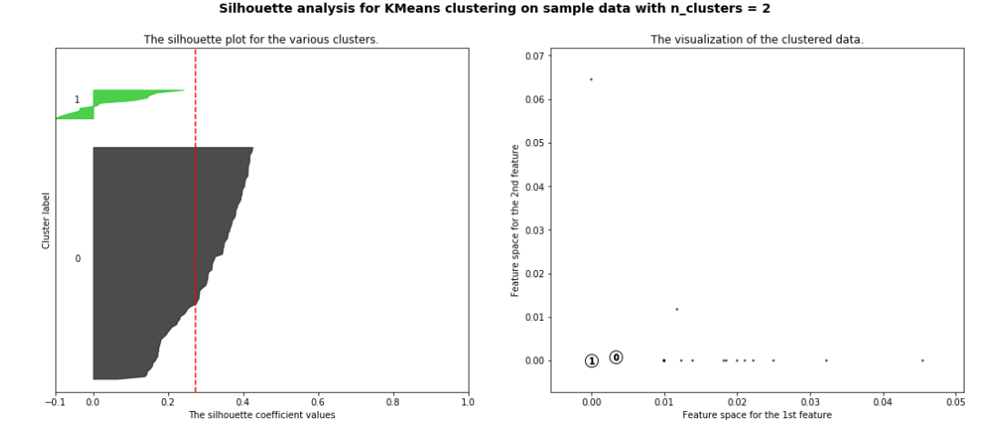 Silhouette analysis for KMeans clustering on sample data with n_clusters = 2
The silhouette plot for the various clusters.
1
0
Cluster label
−0.1 0.0 0.2 0.4 0.6 0.8 1.0
The silhouette coefficient values
The visualization of the clustered data.
0.07
0.06
0.05
0.04
0.03
0.02
0.01
0.00
Feature space for the 2nd feature
1 0
0.00 0.01 0.02 0.03 0.04 0.05
Feature space for the 1st feature